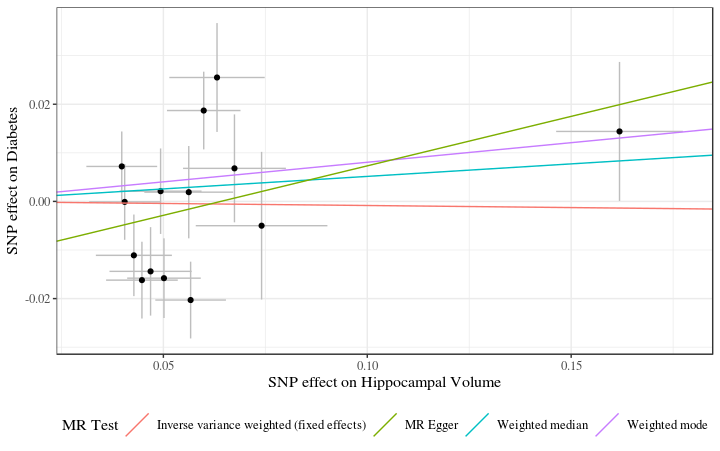 SNP effect on Diabetes
0.02
0.00
-0.02
0.05 0.10 0.15
SNP effect on Hippocampal Volume
MR Test Inverse variance weighted (fixed effects) MR Egger Weighted median Weighted mode